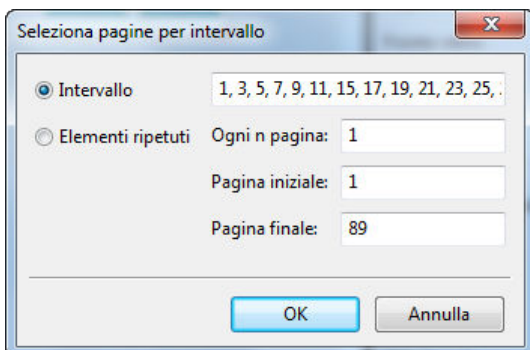 Seleziona pagine per intervallo
Intervallo 1, 3, 5, 7, 9, 11, 15, 17, 19, 21, 23, 25,
Elementi ripetuti Ogni n pagina: 1
Pagina iniziale: 1
Pagina finale: 89
OK Annulla